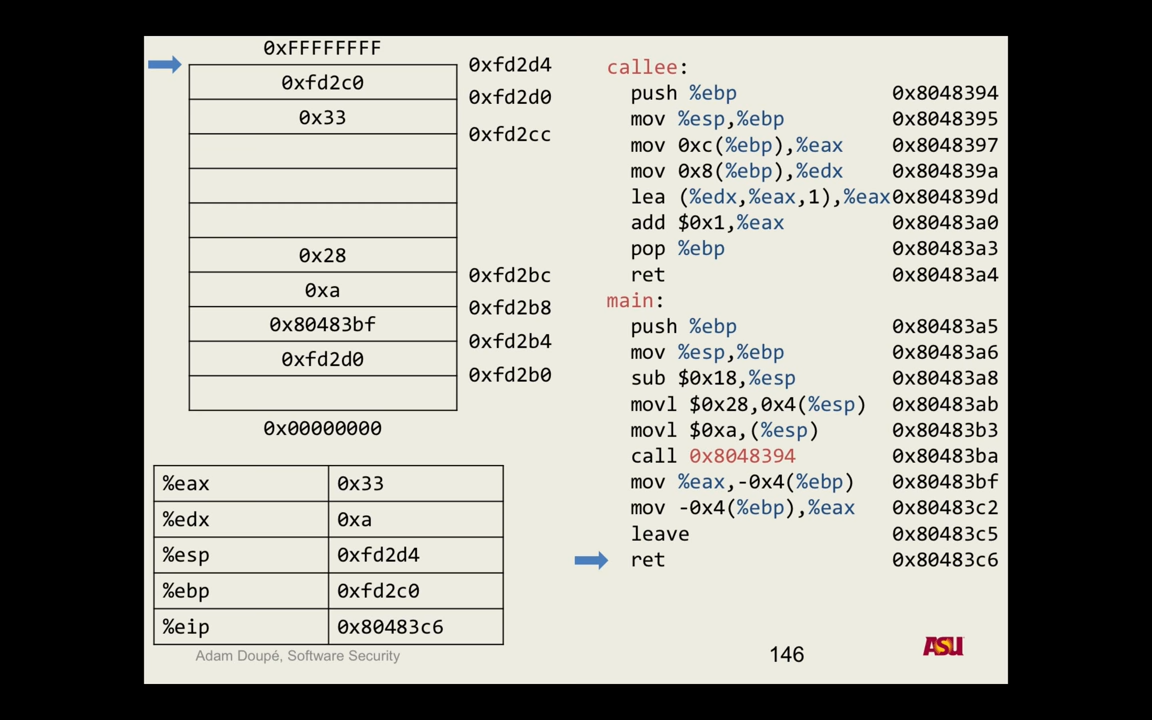 0xFFFFFFFF
0xfd2d4
0xfd2c0
0xfd2d0
0x33
0xfd2cc
0x28
0xfd2bc
0xa
0xfd2b8
0x80483bf
0xfd2b4
0xfd2d0
0xfd2b0
0x00000000
%eax 0x33
%edx 0xa
%esp 0xfd2d4
%ebp 0xfd2c0
%eip 0x80483c6
callee:
push %ebp 0x8048394
mov %esp,%ebp 0x8048395
mov 0xc(%ebp),%eax 0x8048397
mov 0x8(%ebp),%edx 0x804839a
lea (%edx,%eax,1),%eax 0x804839d
add $0x1,%eax 0x80483a0
pop %ebp 0x80483a3
ret 0x80483a4
main:
push %ebp 0x80483a5
mov %esp,%ebp 0x80483a6
sub $0x18,%esp 0x80483a8
movl $0x28,0x4(%esp) 0x80483ab
movl $0xa,(%esp) 0x80483b3
call 0x8048394 0x80483ba
mov %eax,-0x4(%ebp) 0x80483bf
mov -0x4(%ebp),%eax 0x80483c2
leave 0x80483c5
ret 0x80483c6
Adam Doupé, Software Security
146
ASU